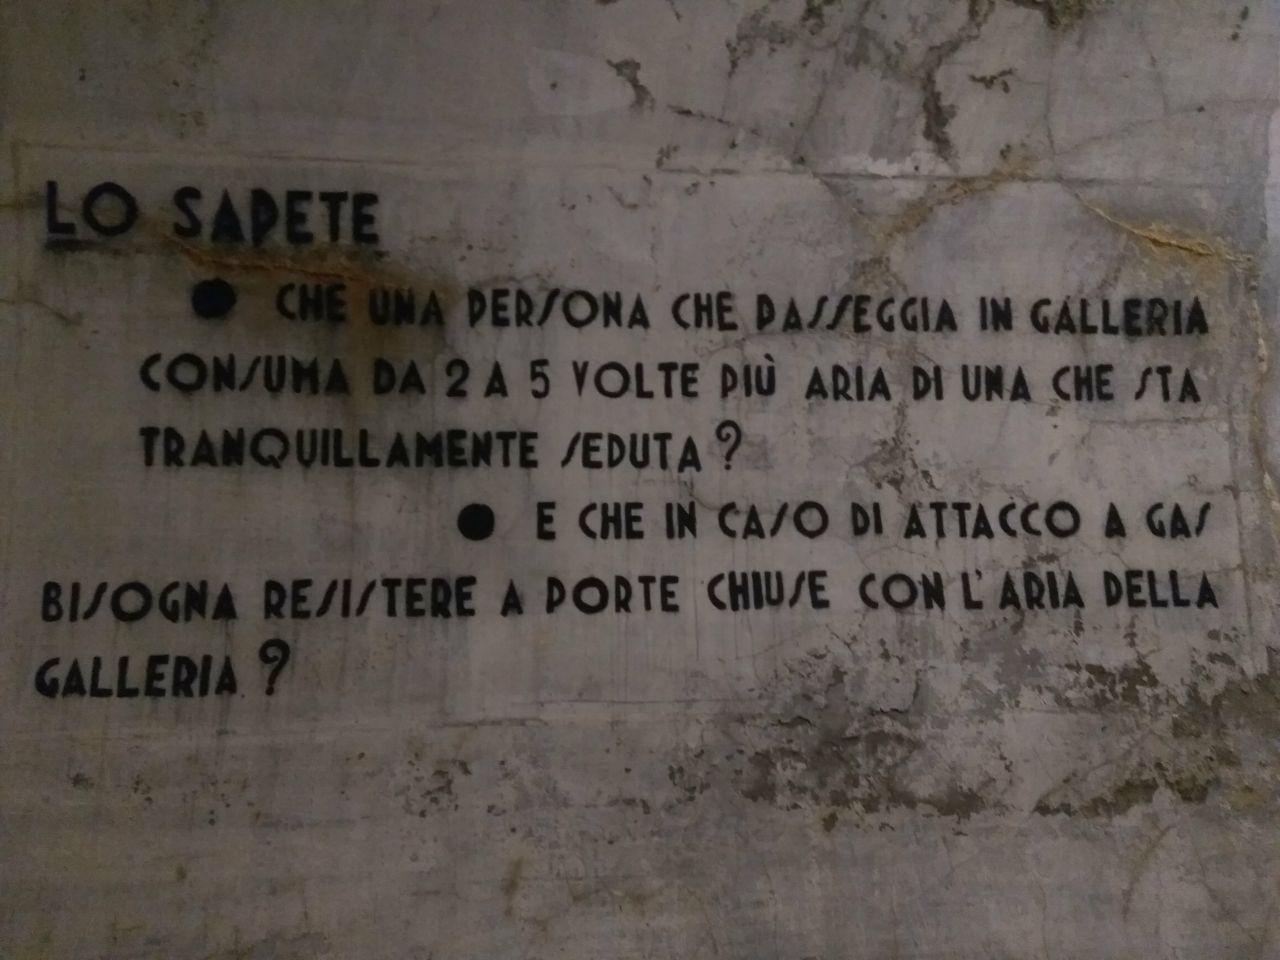 LO SAPETE
● CHE UNA PERSONA CHE PASSEGGIA IN GALLERIA
CONSUMA DA 2 A 5 VOLTE PIÙ ARIA DI UNA CHE STA
TRANQUILLAMENTE SEDUTA?
● E CHE IN CASO DI ATTACCO A GAS
BISOGNA RESISTERE A PORTE CHIUSE CON L'ARIA DELLA
GALLERIA?